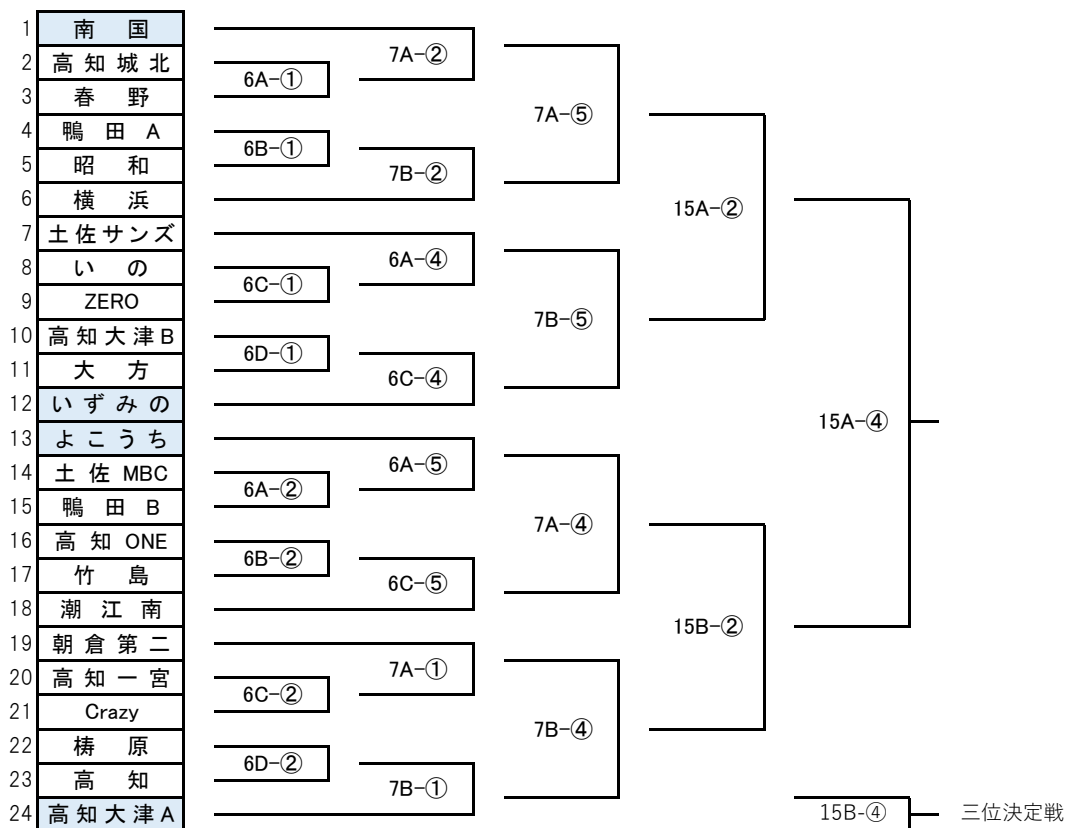 1 南国
2 高知城北
3 春野
4 鴨田 A
5 昭和
6 横浜
7 土佐サンズ
8 いの
9 ZERO
10 高知大津B
11 大方
12 いずみの
13 よこうち
14 土佐 MBC
15 鴨田 B
16 高知 ONE
17 竹島
18 潮江南
19 朝倉第二
20 高知一宮
21 Crazy
22 梼原
23 高知
24 高知大津A
6A-①
6B-①
6C-①
6D-①
6A-②
6B-②
6C-②
6D-②
7A-②
7B-②
6A-④
6C-④
6A-⑤
6C-⑤
7A-①
7B-①
7A-⑤
7B-⑤
7A-④
7B-④
15A-②
15B-②
15A-④
15B-④ 三位決定戦